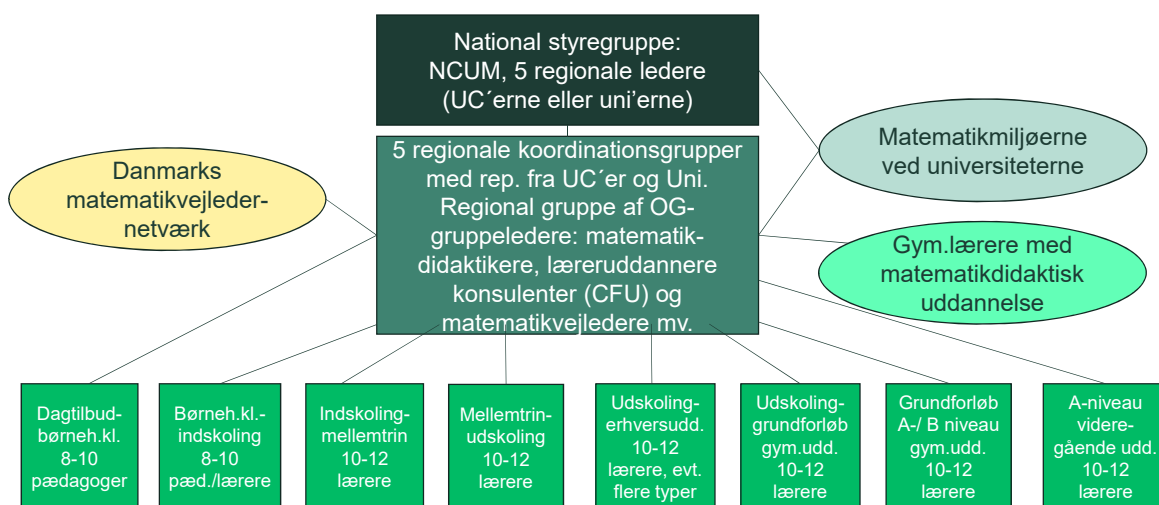 National styregruppe:
NCUM, 5 regionale ledere
(UC´erne eller uni’erne)
5 regionale koordinationsgrupper
med rep. fra UC´er og Uni.
Regional gruppe af OG-
gruppeledere: matematik-
didaktikere, læreruddannere
konsulenter (CFU) og
matematikvejledere mv.
Danmarks
matematikvejleder-
netværk
Matematikmiljøerne
ved universiteterne
Gym.lærere med
matematikdidaktisk
uddannelse
Dagtilbud-
børneh.kl.
8-10
pædagoger
Børneh.kl.-
indskoling
8-10
pæd./lærere
Indskoling-
mellemtrin
10-12
lærere
Mellemtrin-
udskoling
10-12
lærere
Udskoling-
erhversudd.
10-12
lærere, evt.
flere typer
Udskoling-
grundforløb
gym.udd.
10-12
lærere
Grundforløb
A-/ B niveau
gym.udd.
10-12
lærere
A-niveau
videre-
gående udd.
10-12
lærere